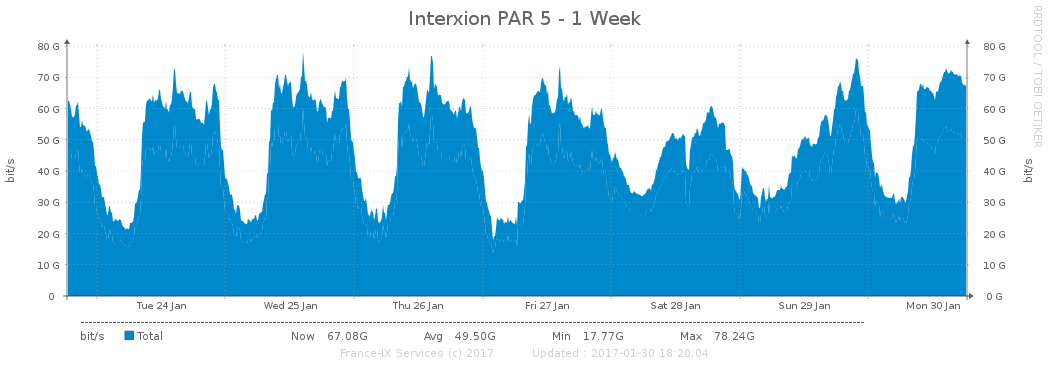 Interxion PAR 5 - 1 Week
RRDTOOL / TOBI OETIKER
80 G 80 G
70 G 70 G
60 G 60 G
50 G 50 G
40 G 40 G
30 G 30 G
20 G 20 G
10 G 10 G
0 0 G
bit/s
bit/s
Tue 24 Jan Wed 25 Jan Thu 26 Jan Fri 27 Jan Sat 28 Jan Sun 29 Jan Mon 30 Jan
bit/s Total Now 67.08G Avg 49.50G Min 17.77G Max 78.24G
France-IX Services (c) 2017 Updated : 2017-01-30 18:20:04